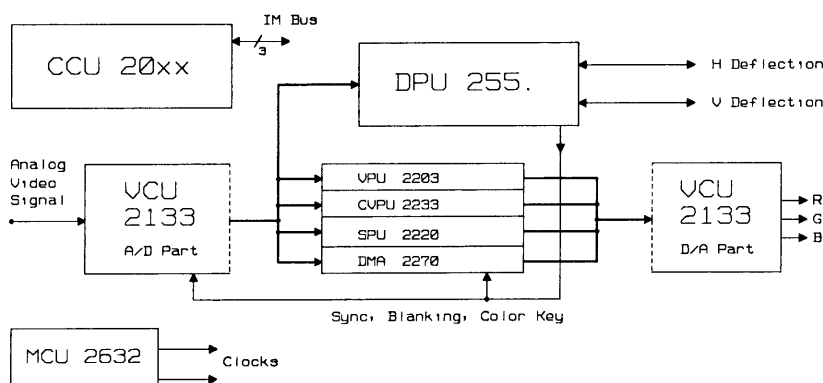 IM Bus
3
CCU 20xx
DPU 255.
H Deflection
V Deflection
Analog
Video
Signal
VCU
2133
A/D Part
VPU 2203
CVPU 2233
SPU 2220
DMA 2270
VCU
2133
D/A Part
R
G
B
Sync, Blanking, Color Key
MCU 2632
Clocks